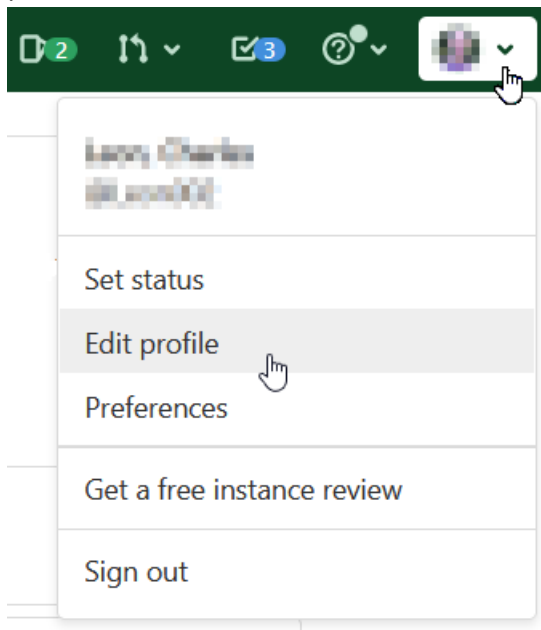 2
3
Set status
Edit profile
Preferences
Get a free instance review
Sign out